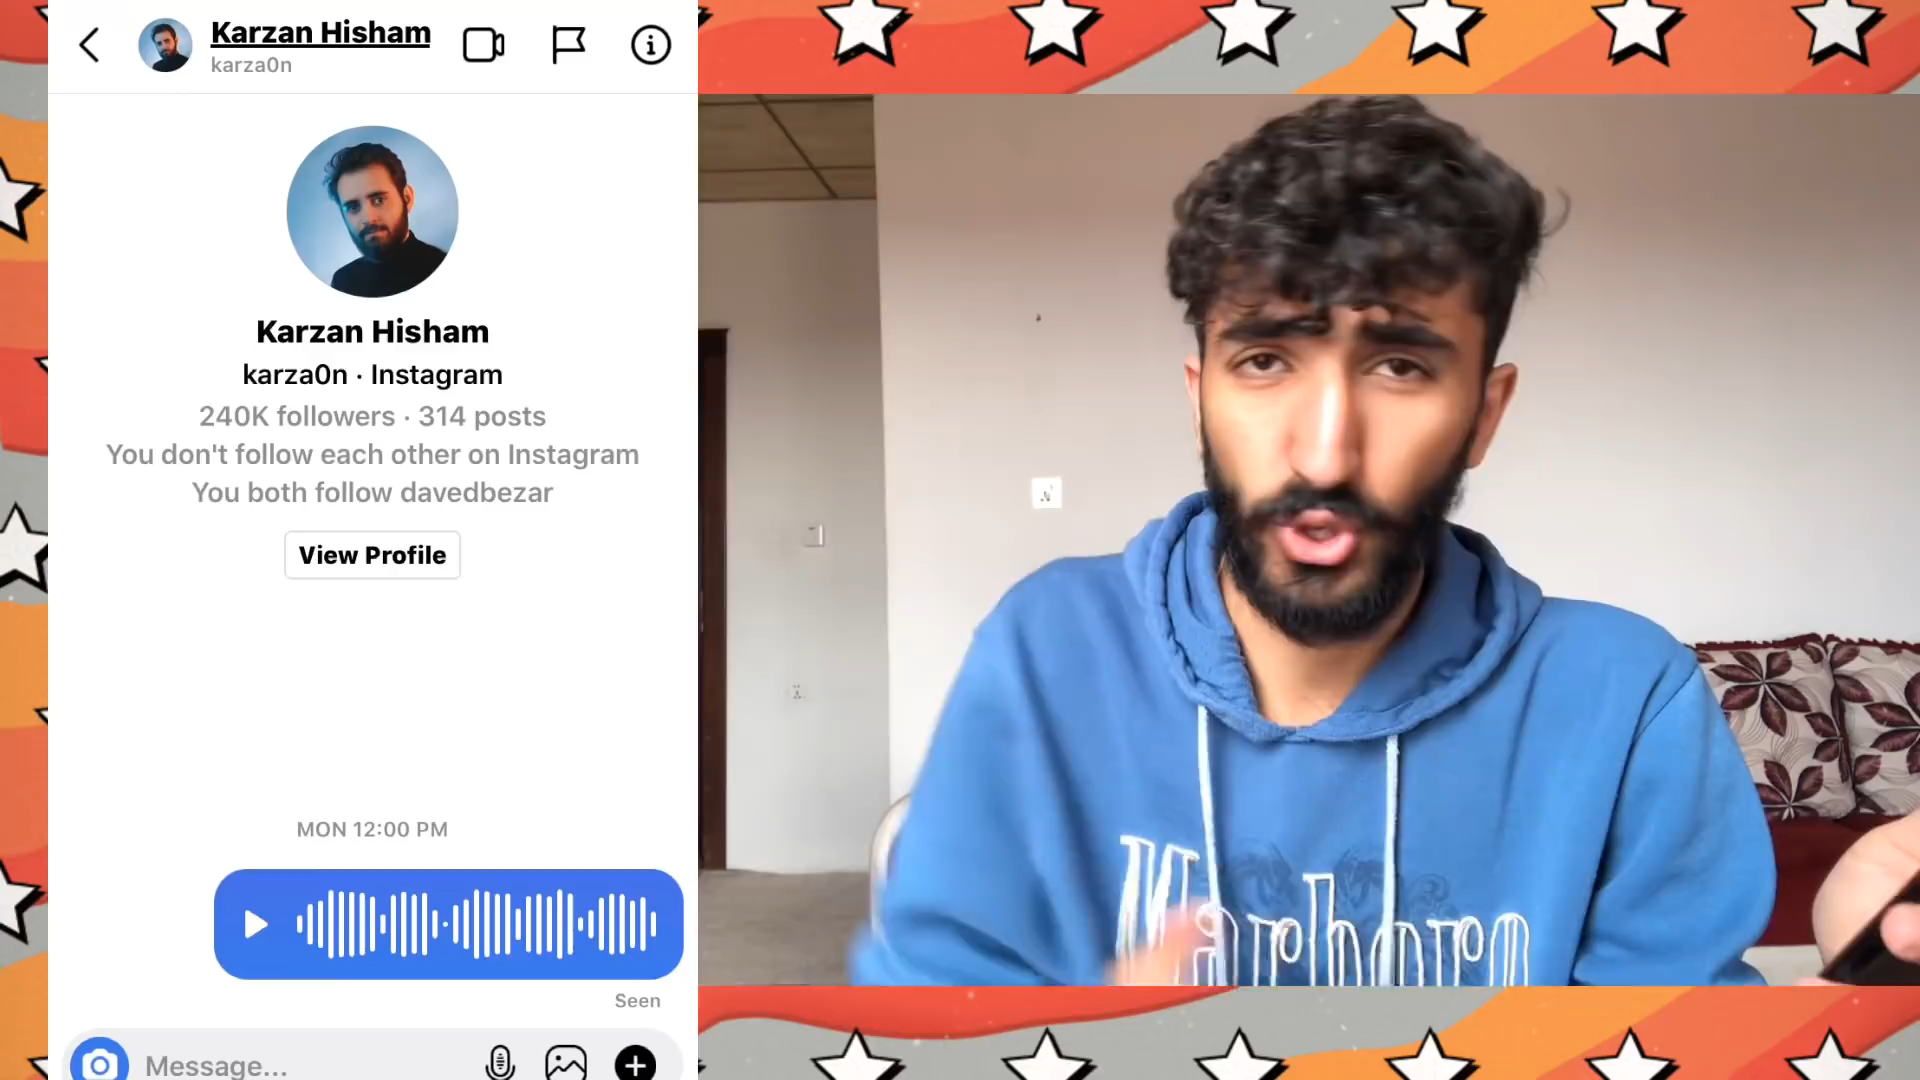 Karzan Hisham
karza0n
Karzan Hisham
karza0n · Instagram
240K followers · 314 posts
You don't follow each other on Instagram
You both follow davedbezar
View Profile
MON 12:00 PM
Seen
Message...
Marlboro